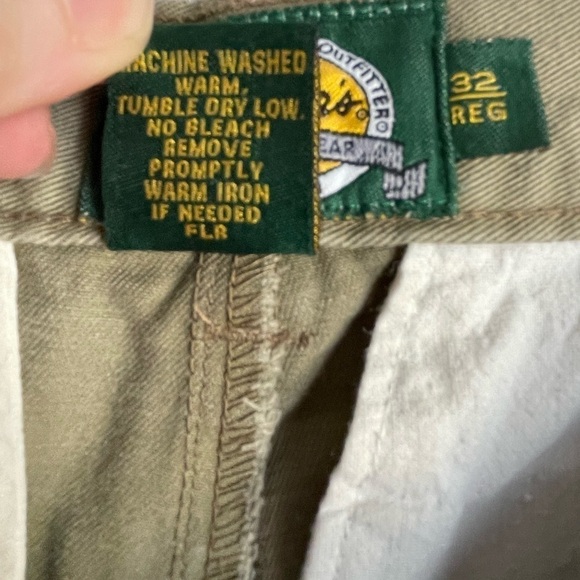 MACHINE WASHED
WARM.
TUMBLE DRY LOW.
NO BLEACH
REMOVE
PROMPTLY
WARM IRON
IF NEEDED
FLR
OUTFITTER
's
32
REG